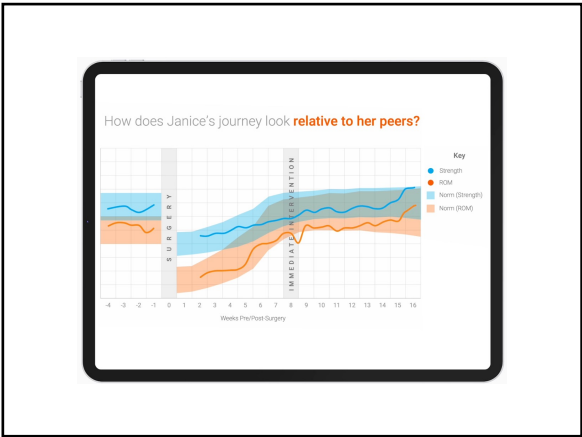 How does Janice's journey look relative to her peers?
Key
Strength
ROM
Norm (Strength)
Norm (ROM)
SURGERY
IMMEDIATE INTERVENTION
-4 -3 -2 -1 0 1 2 3 4 5 6 7 8 9 10 11 12 13 14 15 16
Weeks Pre/Post-Surgery